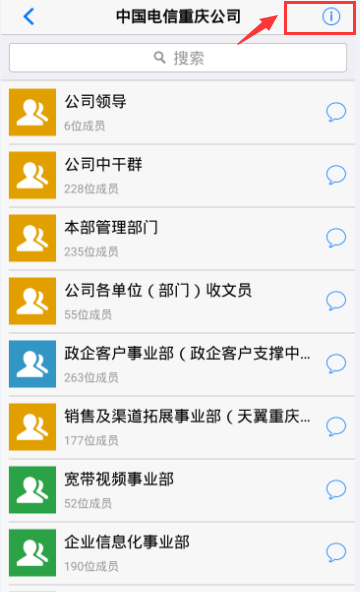 中国电信重庆公司
搜索
公司领导
6位成员
公司中干群
228位成员
本部管理部门
235位成员
公司各单位（部门）收文员
55位成员
政企客户事业部（政企客户支撑中...
263位成员
销售及渠道拓展事业部（天翼重庆...
177位成员
宽带视频事业部
52位成员
企业信息化事业部
190位成员